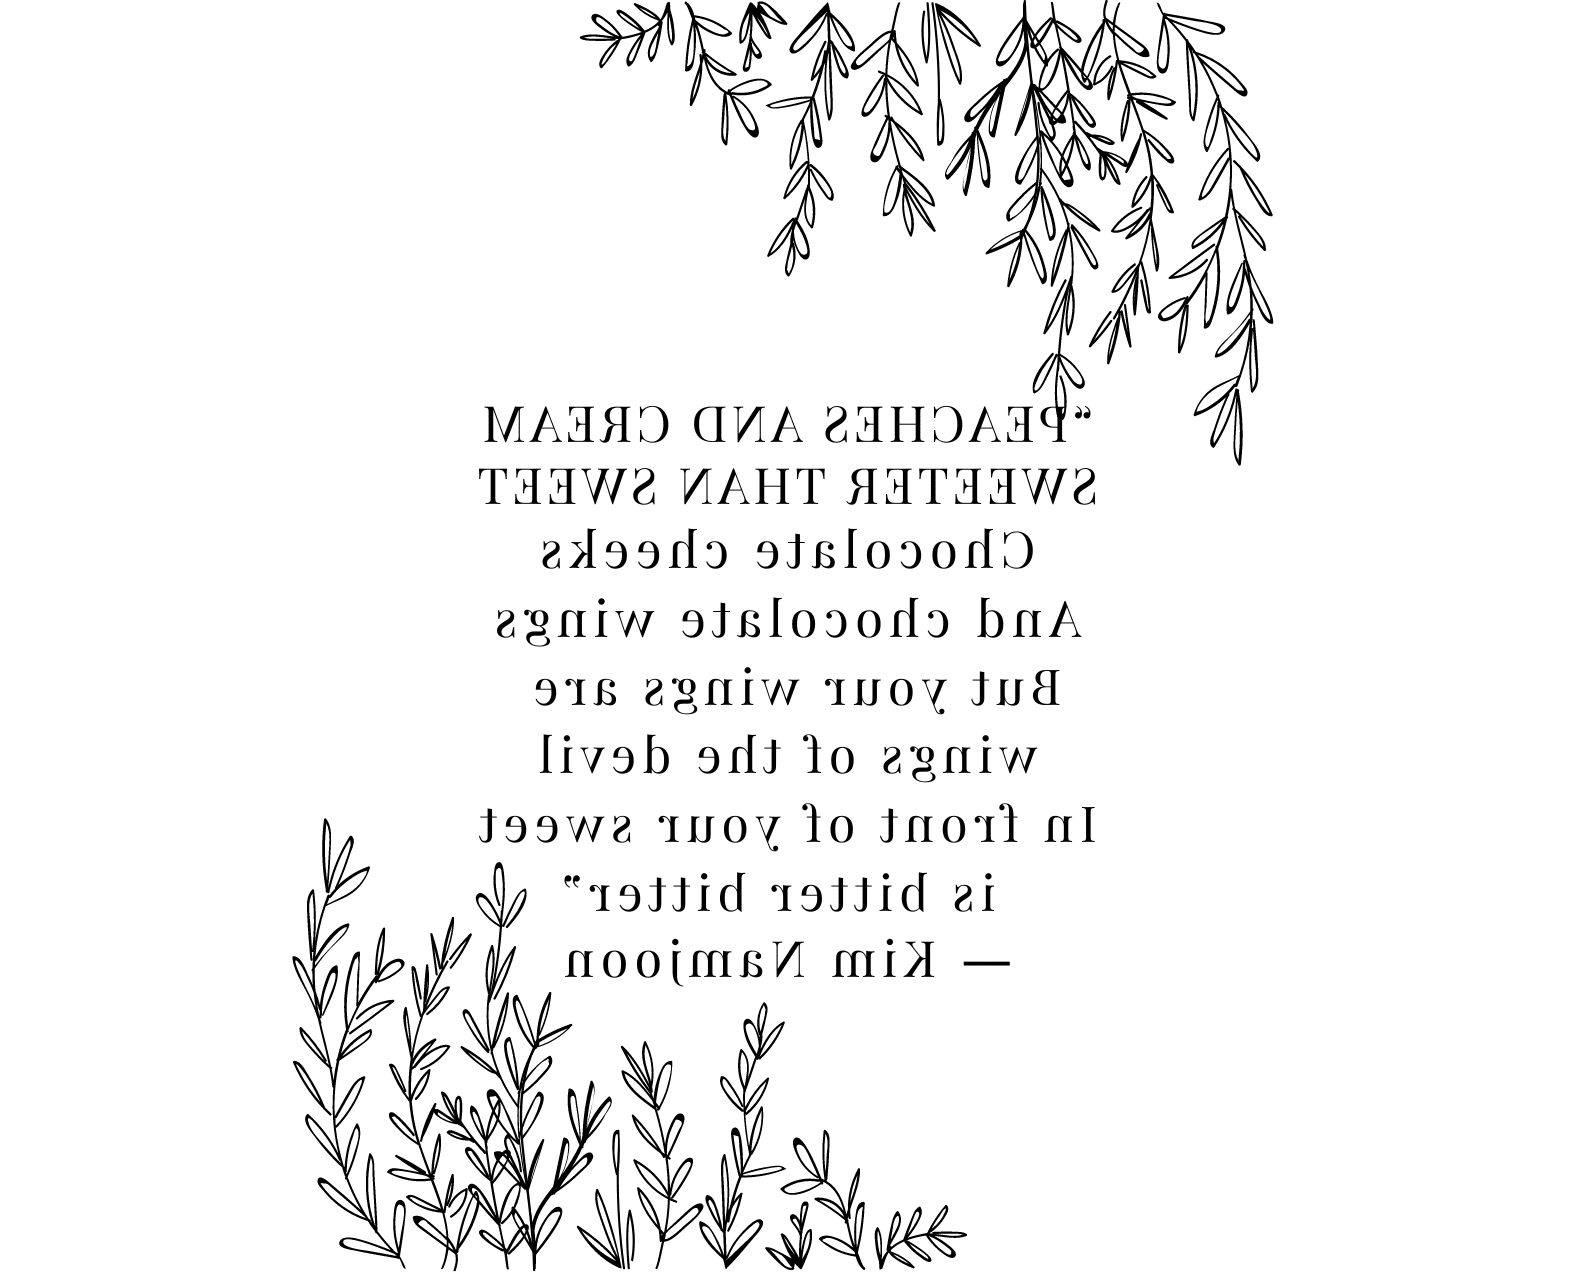 “PEACHES AND CREAM
SWEETER THAN SWEET
Chocolate cheeks
And chocolate wings
But your wings are
wings of the devil
In front of your sweet
is bitter bitter”
— Kim Namjoon